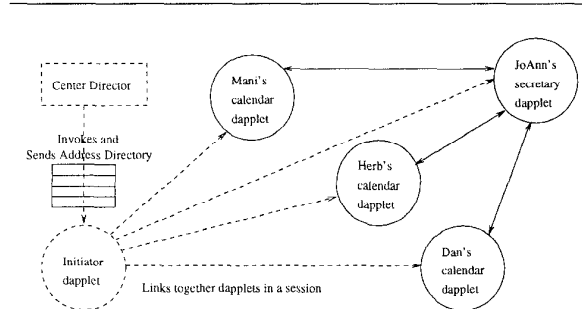 Center Director
Invokes and
Sends Address Directory
Initiator
dapplet
Mani's
calendar
dapplet
JoAnn's
secretary
dapplet
Herb's
calendar
dapplet
Dan's
calendar
dapplet
Links together dapplets in a session